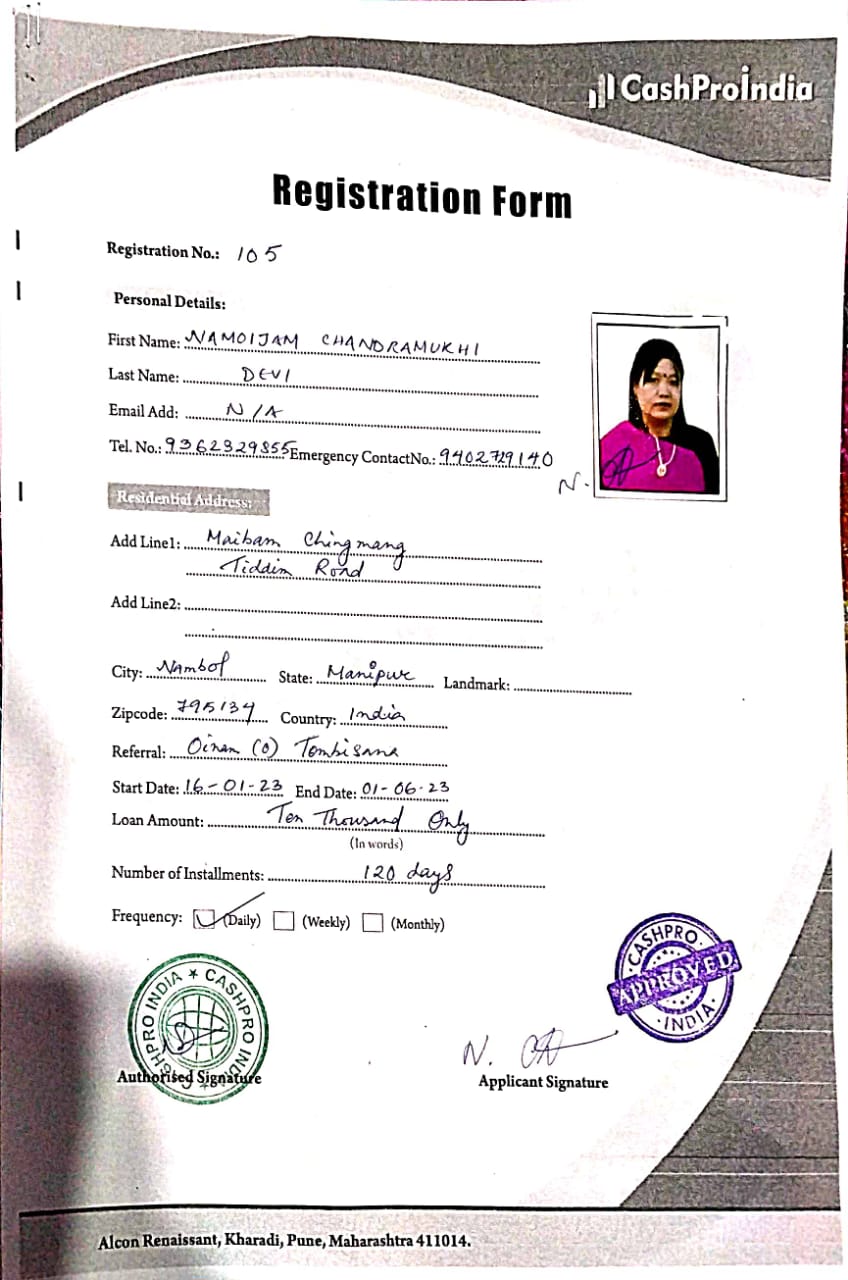 CashProIndia
Registration Form
Registration No.: 105
Personal Details:
First Name: NAMOIJAM CHANDRAMUKHI
Last Name: DEVI
Email Add: N/A
Tel. No.: 9362329855 Emergency ContactNo.: 9402729140
N.
Residential Address:
Add Line1: Maibam Chingmang
Tiddim Road
Add Line2:
City: Nambol State: Manipur Landmark:
Zipcode: 795134 Country: India
Referral: Oinam (O) Tombisana
Start Date: 16-01-23 End Date: 01-06-23
Loan Amount: Ten Thousand Only
(In words)
Number of Installments: 120 days
Frequency: (Daily) (Weekly) (Monthly)
CASHPRO INDIA ★ CASHPRO INDIA ★
CASHPRO
APPROVED
INDIA
N.
Authorised Signature
Applicant Signature
Alcon Renaissant, Kharadi, Pune, Maharashtra 411014.